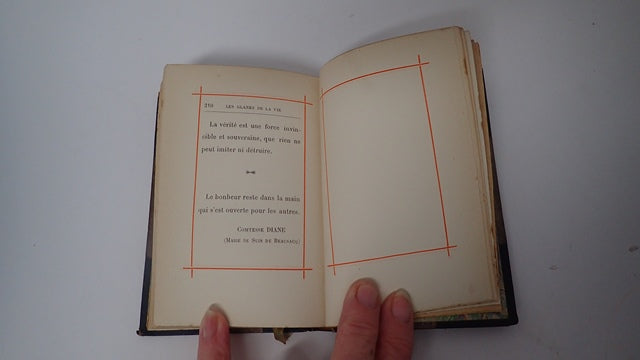 210 LES GLANES DE LA VIE
La vérité est une force invin-
cible et souveraine, que rien ne
peut imiter ni détruire.
Le bonheur reste dans la main
qui s'est ouverte pour les autres.
COMTESSE DIANE
(MARIE DE SUIN DE